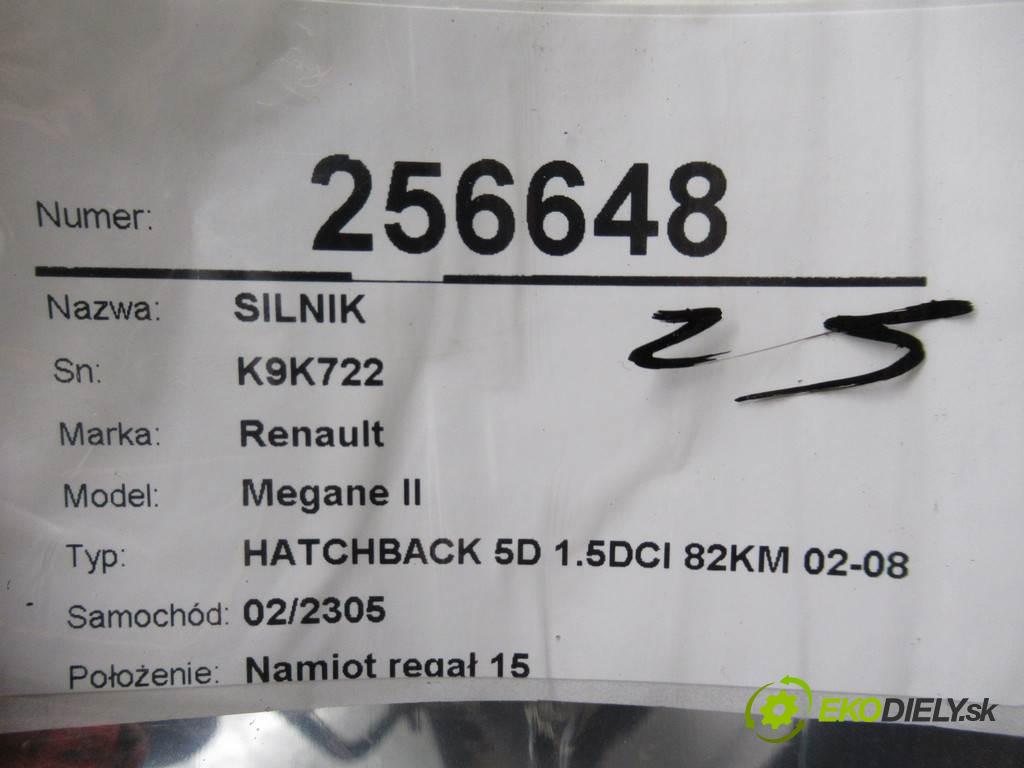 Numer: 256648
Nazwa: SILNIK
25
Sn: K9K722
Marka: Renault
Model: Megane II
Typ: HATCHBACK 5D 1.5DCI 82KM 02-08
Samochód: 02/2305
Położenie: Namiot regał 15
EKODIELY.sk